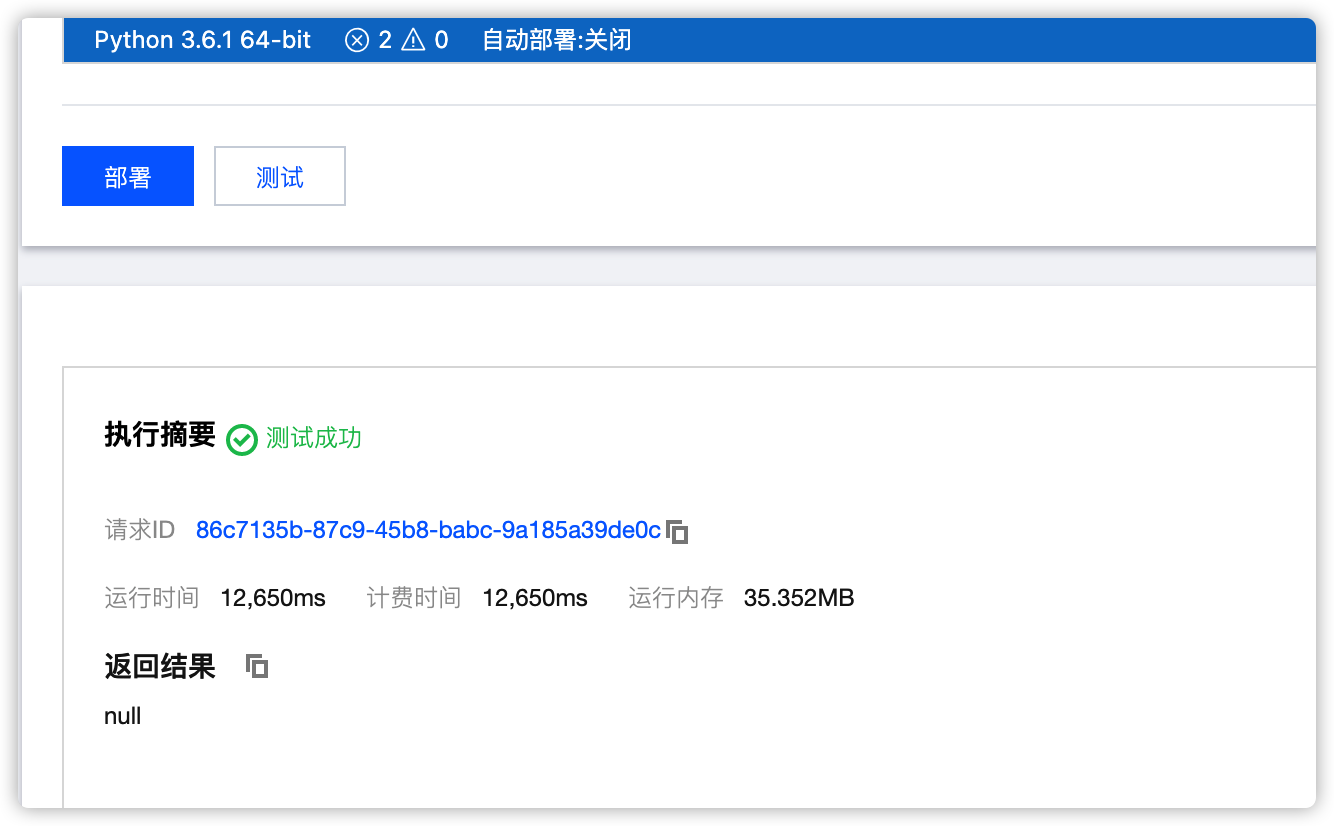 Python 3.6.1 64-bit 2 0 自动部署:关闭
部署 测试
执行摘要 测试成功
请求ID 86c7135b-87c9-45b8-babc-9a185a39de0c
运行时间 12,650ms 计费时间 12,650ms 运行内存 35.352MB
返回结果
null